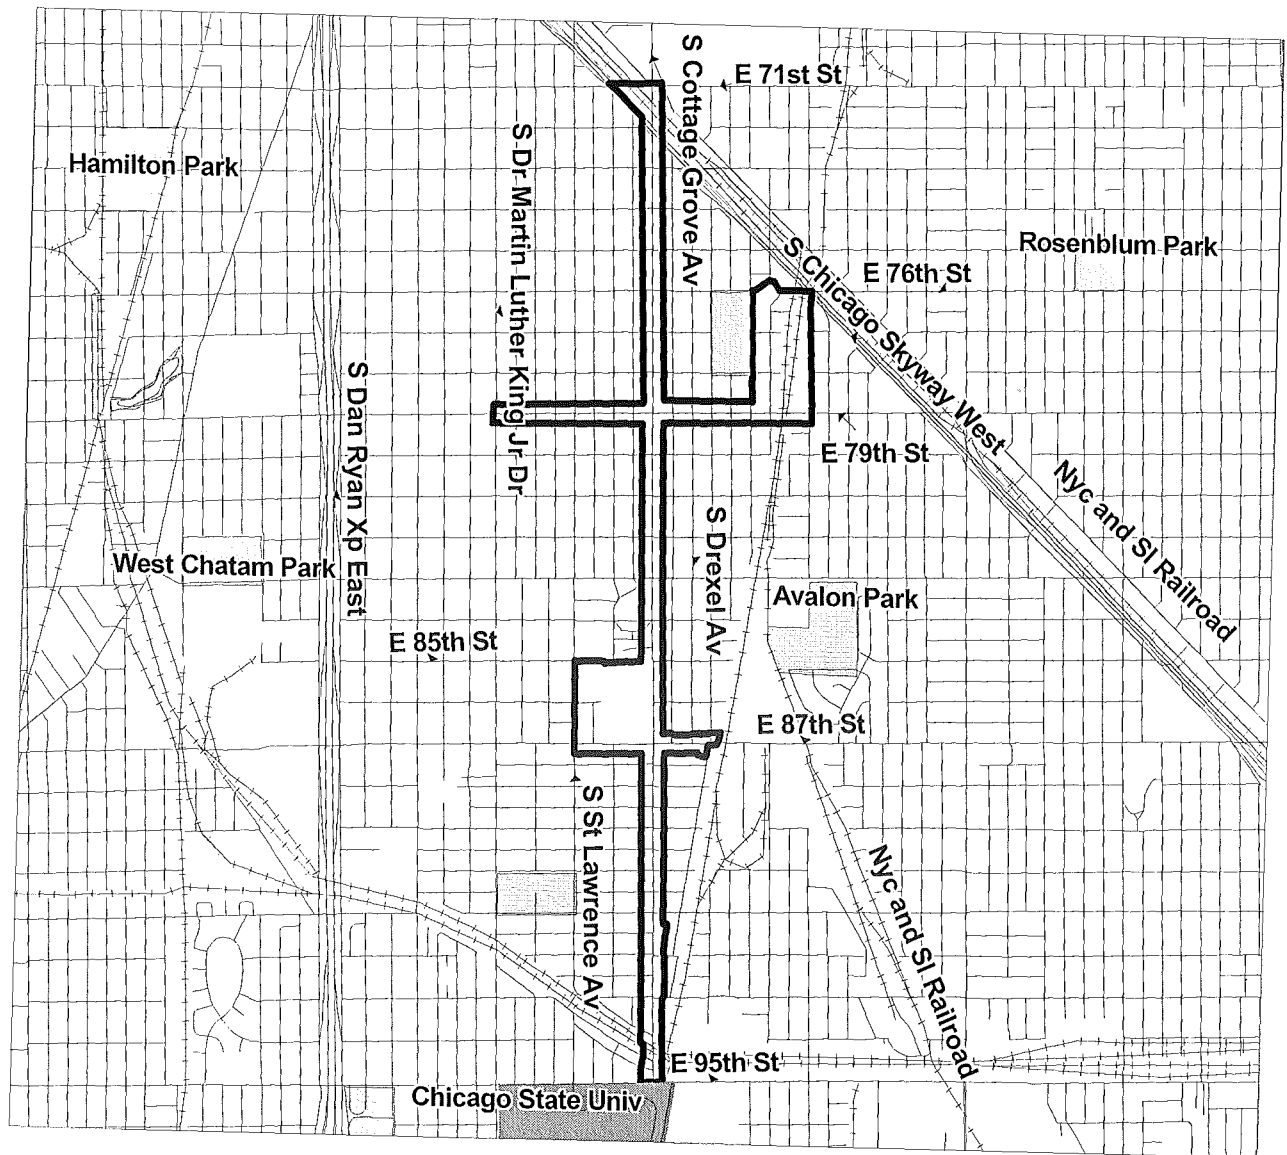 S Cottage Grove Av
E 71st St
S Dr Martin Luther King Jr Dr
Hamilton Park
Rosenblum Park
S Chicago Skyway West
E 76th St
S Dan Ryan Xp East
E 79th St
Nyc and Sl Railroad
S Drexel Av
West Chatam Park
Avalon Park
E 85th St
E 87th St
S St Lawrence Av
Nyc and Sl Railroad
E 95th St
Chicago State Univ